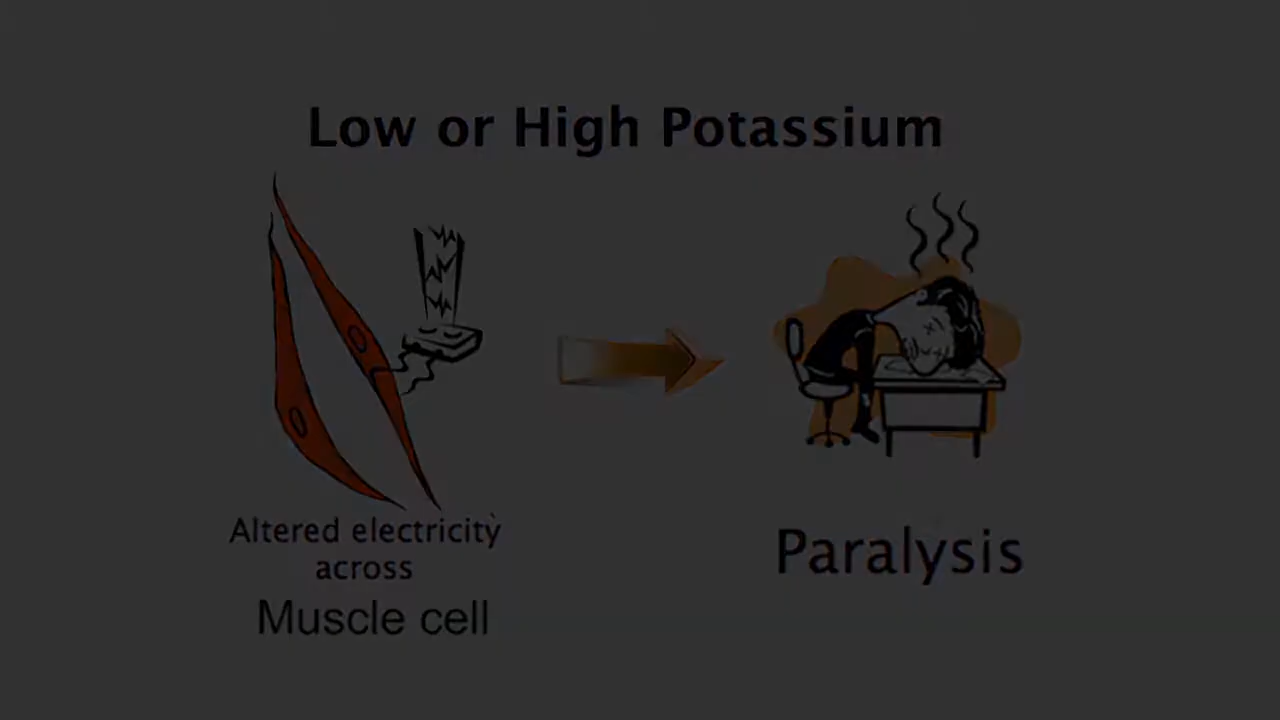 Low or High Potassium
Altered electricity
across
Muscle cell
Paralysis